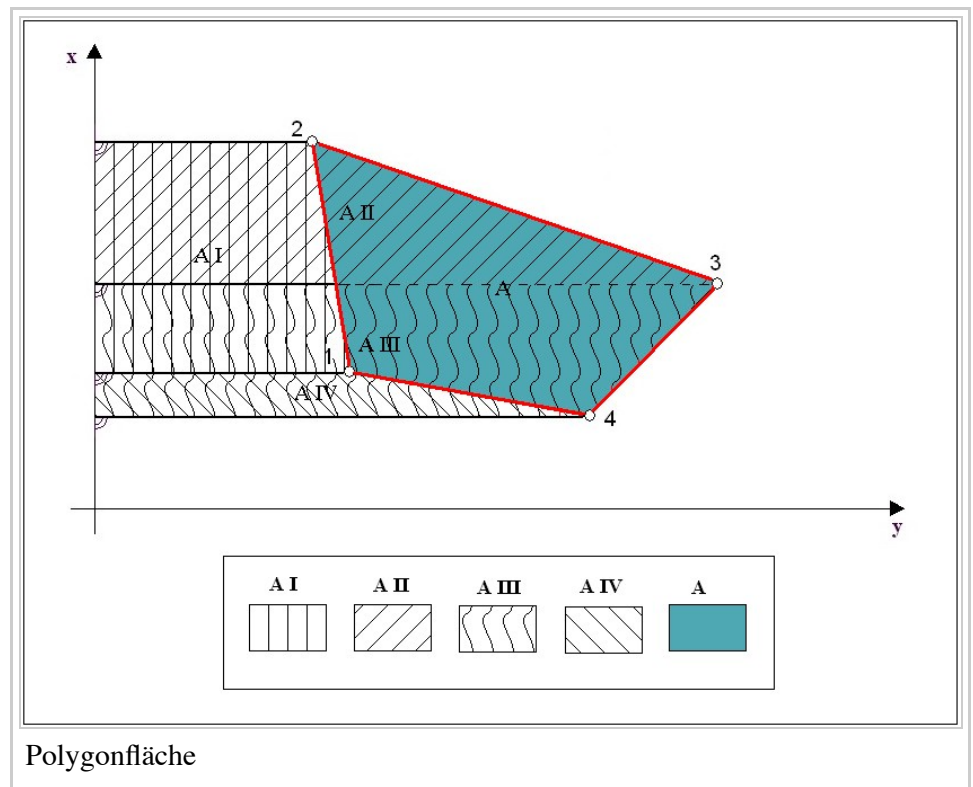 x
2
A II
A I
3
A
A III
1
A IV
4
y
A I A II A III A IV A
Polygonfläche